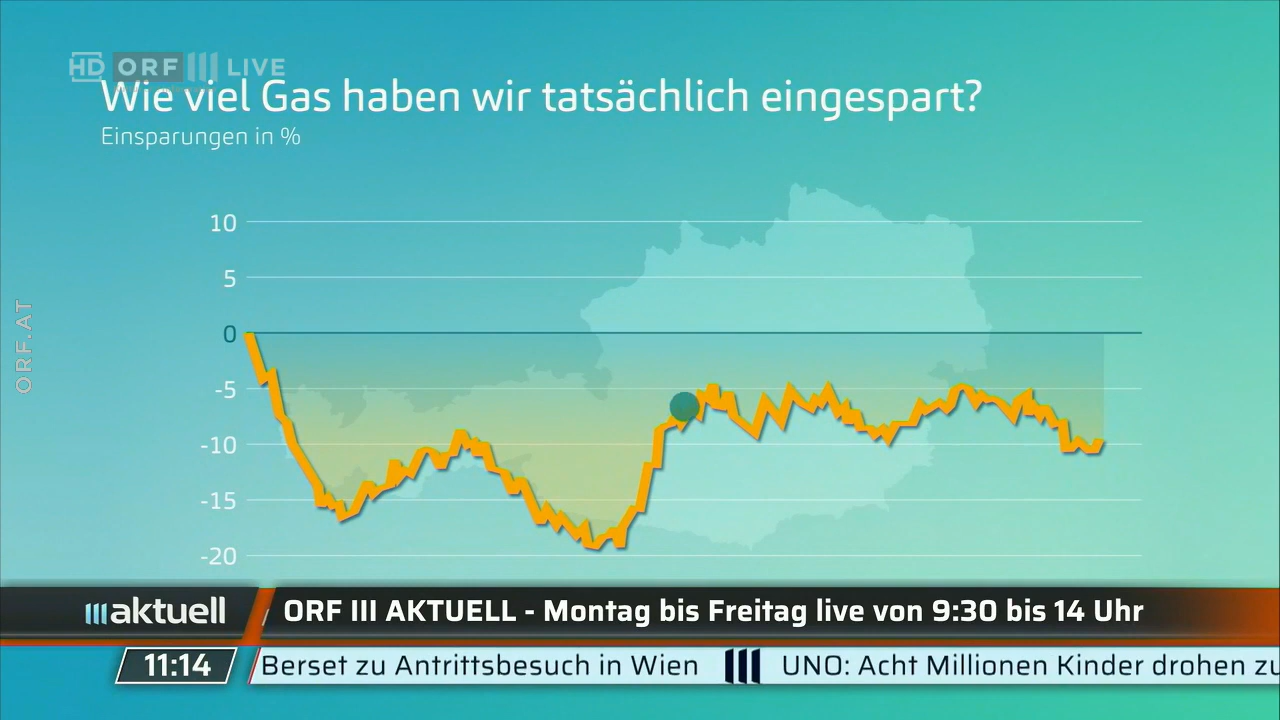 HD ORF III LIVE
Wie viel Gas haben wir tatsächlich eingespart?
Einsparungen in %
10
5
0
-5
-10
-15
-20
ORF.AT
aktuell
ORF III AKTUELL - Montag bis Freitag live von 9:30 bis 14 Uhr
11:14
Berset zu Antrittsbesuch in Wien III UNO: Acht Millionen Kinder drohen zu